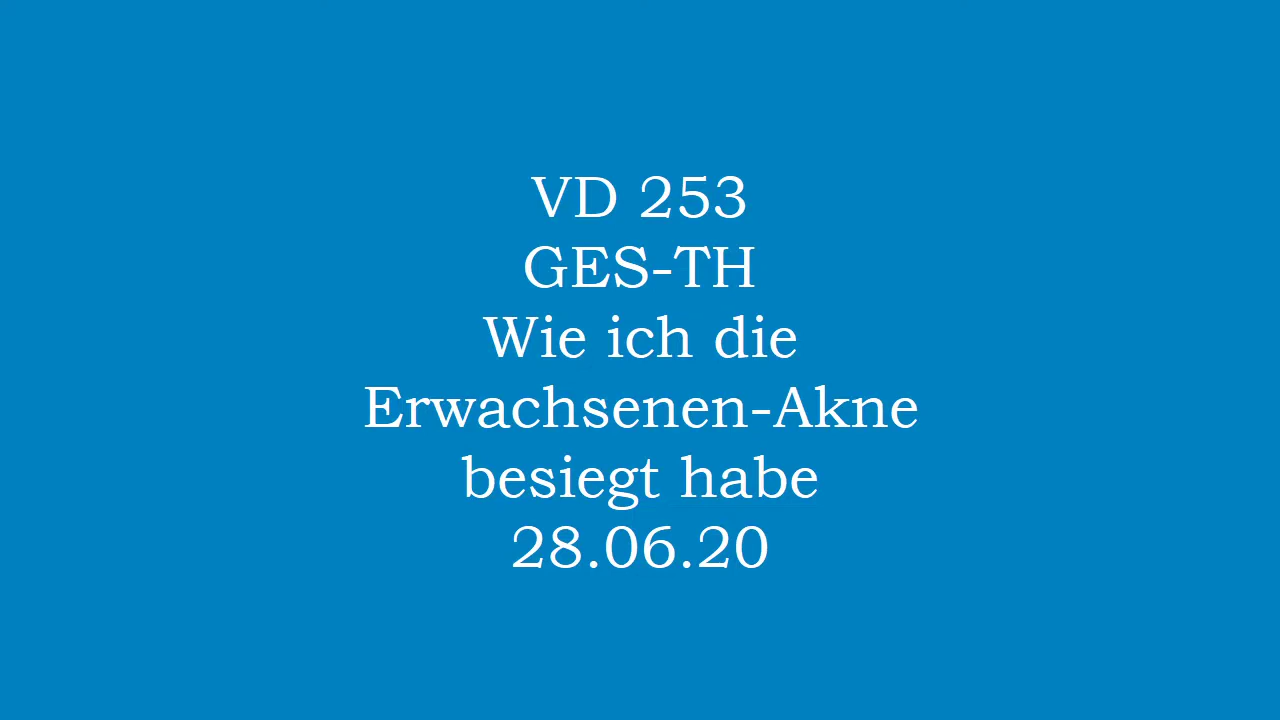 VD 253
GES-TH
Wie ich die
Erwachsenen-Akne
besiegt habe
28.06.20